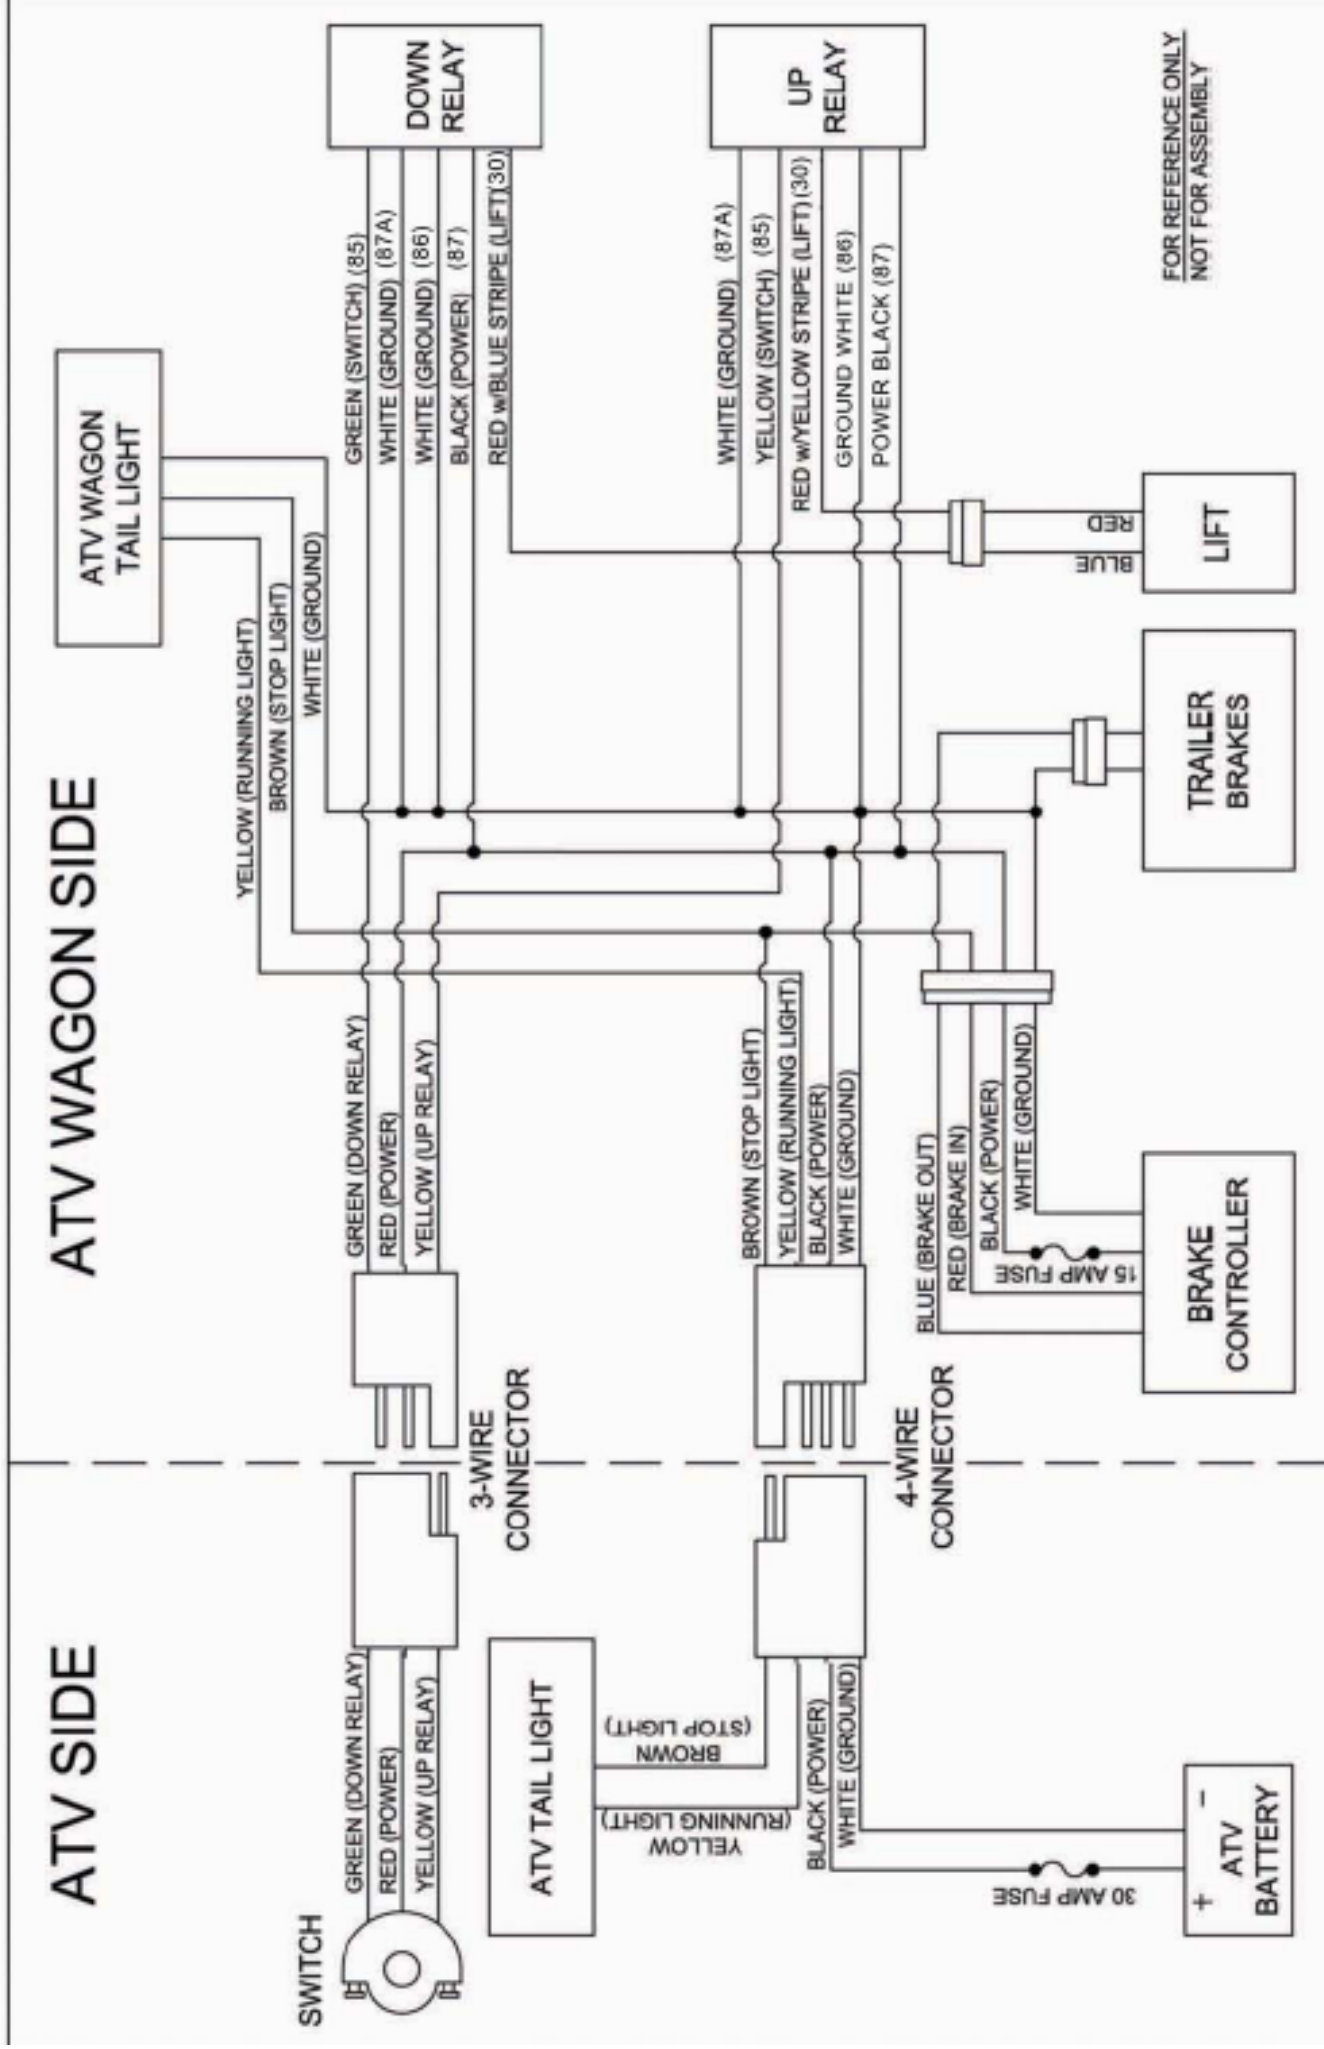 ATV SIDE
ATV WAGON SIDE
SWITCH
GREEN (DOWN RELAY)
RED (POWER)
YELLOW (UP RELAY)
3-WIRE
CONNECTOR
GREEN (DOWN RELAY)
RED (POWER)
YELLOW (UP RELAY)
YELLOW (RUNNING LIGHT)
BROWN (STOP LIGHT)
WHITE (GROUND)
ATV WAGON
TAIL LIGHT
GREEN (SWITCH) (85)
WHITE (GROUND) (87A)
WHITE (GROUND) (86)
BLACK (POWER) (87)
RED w/BLUE STRIPE (LIFT)(30)
DOWN
RELAY
ATV TAIL LIGHT
BROWN
(STOP LIGHT)
YELLOW
(RUNNING LIGHT)
BLACK (POWER)
WHITE (GROUND)
30 AMP FUSE
+ -
ATV
BATTERY
4-WIRE
CONNECTOR
BROWN (STOP LIGHT)
YELLOW (RUNNING LIGHT)
BLACK (POWER)
WHITE (GROUND)
WHITE (GROUND) (87A)
YELLOW (SWITCH) (85)
RED w/YELLOW STRIPE (LIFT) (30)
GROUND WHITE (86)
POWER BLACK (87)
UP
RELAY
BLUE (BRAKE OUT)
RED (BRAKE IN)
BLACK (POWER)
WHITE (GROUND)
15 AMP FUSE
BRAKE
CONTROLLER
TRAILER
BRAKES
BLUE
RED
LIFT
FOR REFERENCE ONLY
NOT FOR ASSEMBLY